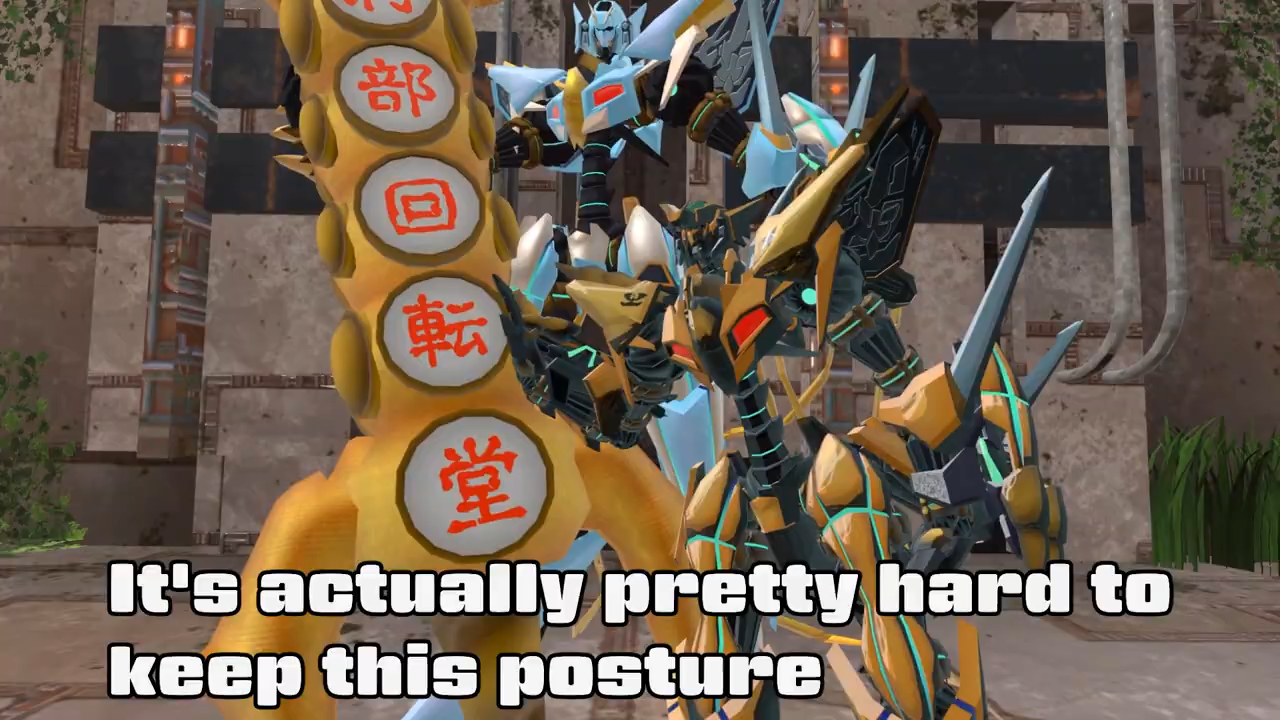 部
回
転
堂
It's actually pretty hard to
keep this posture